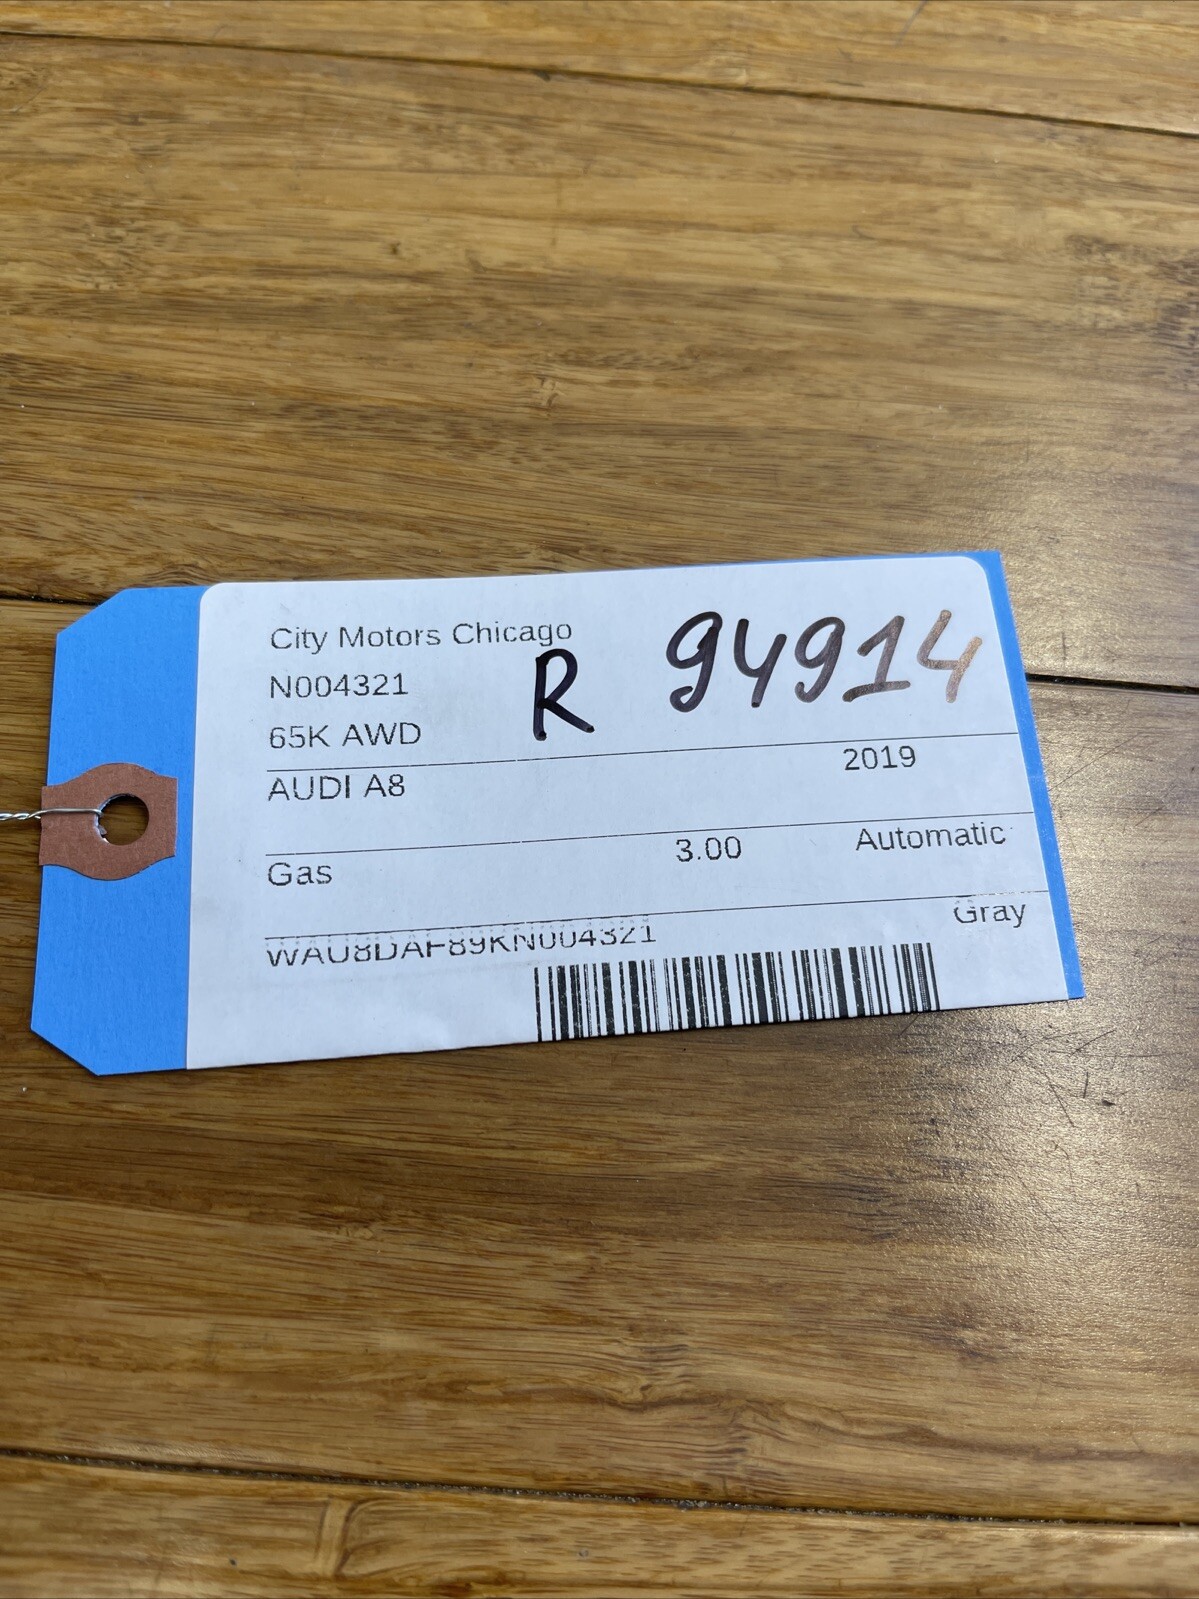 City Motors Chicago
N004321
R 94914
65K AWD
AUDI A8 2019
Gas 3.00 Automatic
WAU8DAF89KN004321 Gray